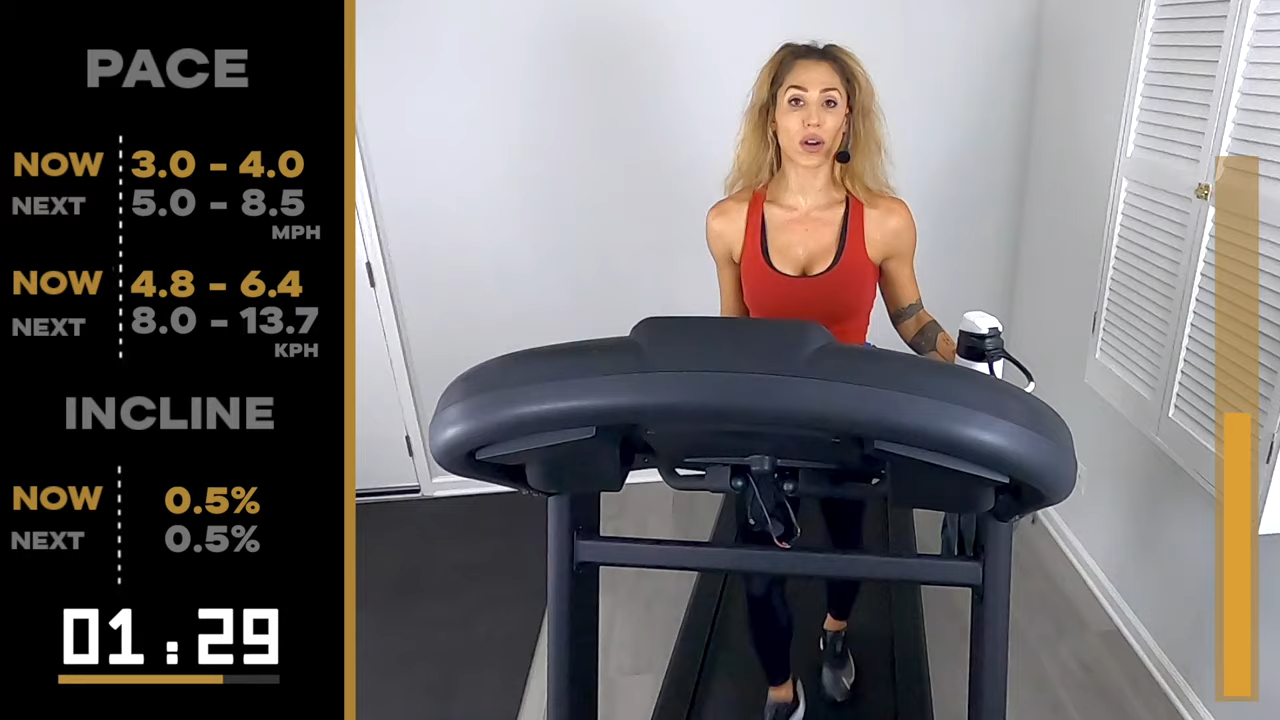 PACE
NOW 3.0 - 4.0
NEXT 5.0 - 8.5
MPH
NOW 4.8 - 6.4
NEXT 8.0 - 13.7
KPH
INCLINE
NOW 0.5%
NEXT 0.5%
01:29